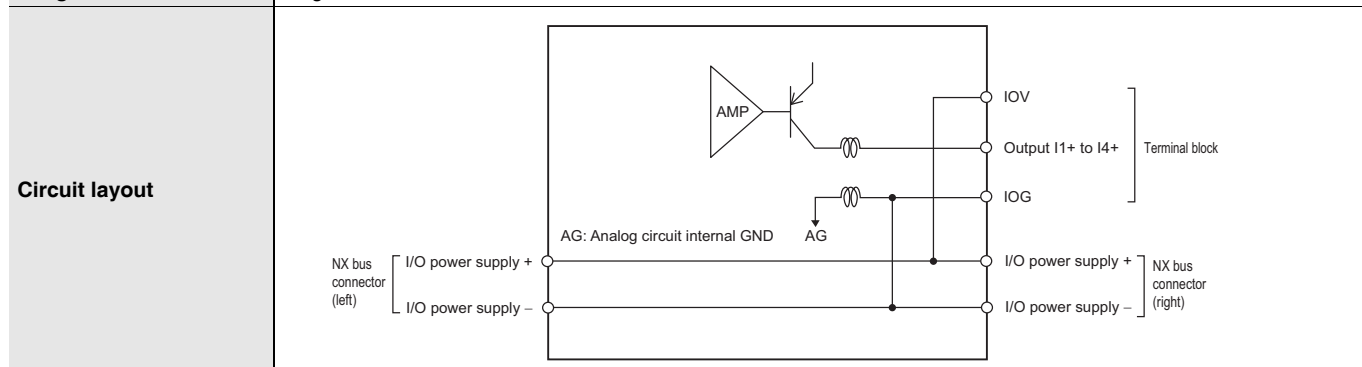 Circuit layout
AMP
IOV
Output I1+ to I4+
Terminal block
IOG
AG: Analog circuit internal GND
AG
NX bus
connector
(left)
I/O power supply +
I/O power supply –
I/O power supply +
I/O power supply –
NX bus
connector
(right)